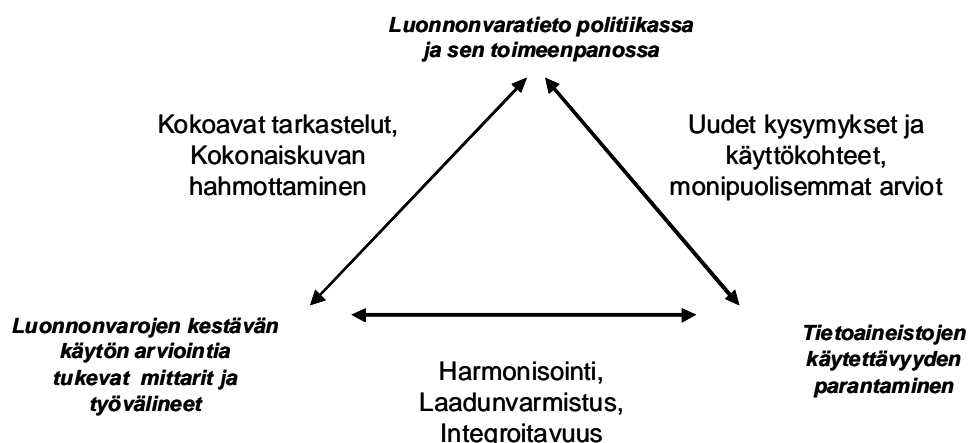 Luonnonvaratieto politiikassa
ja sen toimeenpanossa
Kokoavat tarkastelut,
Kokonaiskuvan
hahmottaminen
Uudet kysymykset ja
käyttökohteet,
monipuolisemmat arviot
Luonnonvarojen kestävän
käytön arviointia
tukevat mittarit ja
työvälineet
Harmonisointi,
Laadunvarmistus,
Integroitavuus
Tietoaineistojen
käytettävyyden
parantaminen